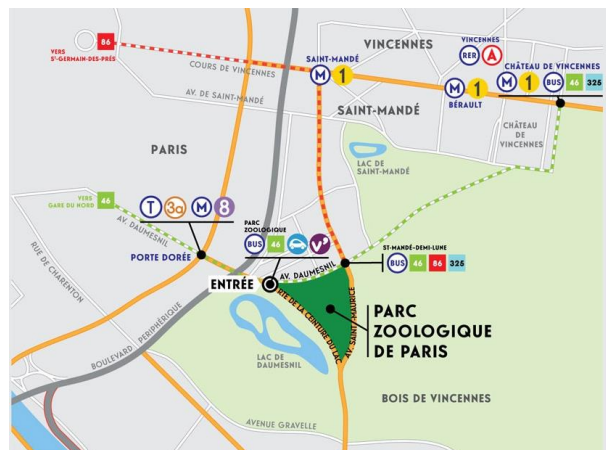 86
VERS
ST-GERMAIN-DES-PRÉS
COURS DE VINCENNES
AV. DE SAINT-MANDÉ
SAINT-MANDÉ
M 1
VINCENNES
VINCENNES
RER A
CHÂTEAU DE VINCENNES
M 1 BUS 46 325
M 1
BÉRAULT
SAINT-MANDÉ
CHÂTEAU
DE
VINCENNES
LAC DE
SAINT-MANDÉ
PARIS
VERS
GARE DU NORD
46
AV. DAUMESNIL
T 3a M 8
PORTE DORÉE
PARC
ZOOLOGIQUE
BUS 46
ENTRÉE
AV. DAUMESNIL
ST-MANDÉ-DEMI-LUNE
BUS 46 86 325
RUE DE CHARENTON
BOULEVARD PÉRIPHÉRIQUE
RTE DE LA CEINTURE DU LAC
AV. SAINT-MAURICE
LAC DE
DAUMESNIL
PARC
ZOOLOGIQUE
DE PARIS
BOIS DE VINCENNES
AVENUE GRAVELLE